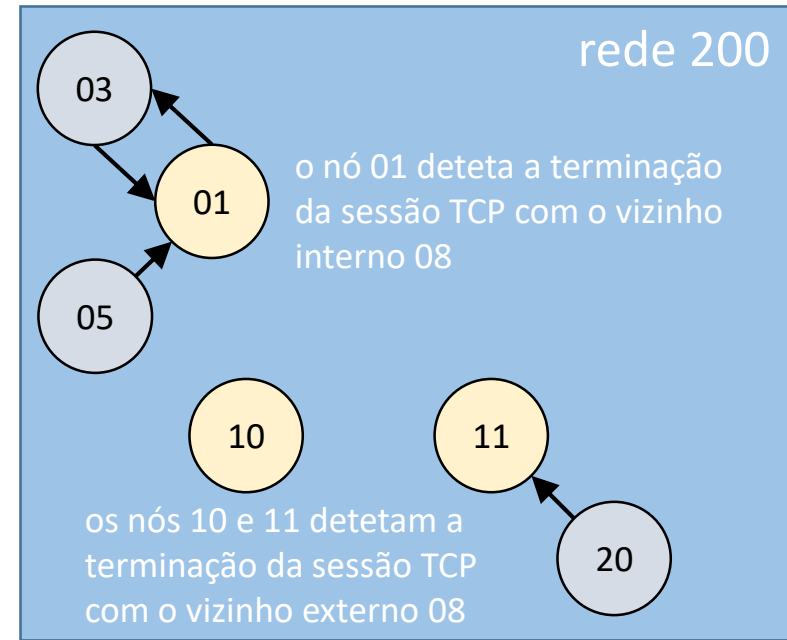 rede 200
03
01
o nó 01 deteta a terminação
da sessão TCP com o vizinho
interno 08
05
10
11
os nós 10 e 11 detetam a
terminação da sessão TCP
com o vizinho externo 08
20